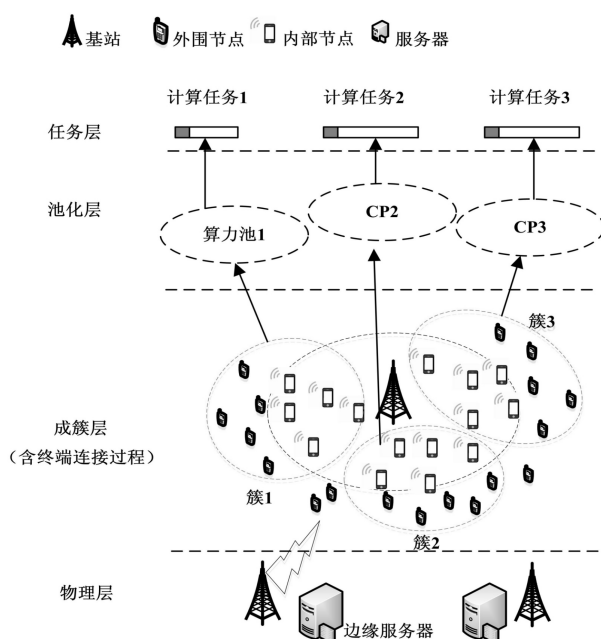 基站 外围节点 内部节点 服务器
计算任务1 计算任务2 计算任务3
任务层
池化层
算力池1 CP2 CP3
簇3
成簇层
（含终端连接过程）
簇1
簇2
物理层
边缘服务器